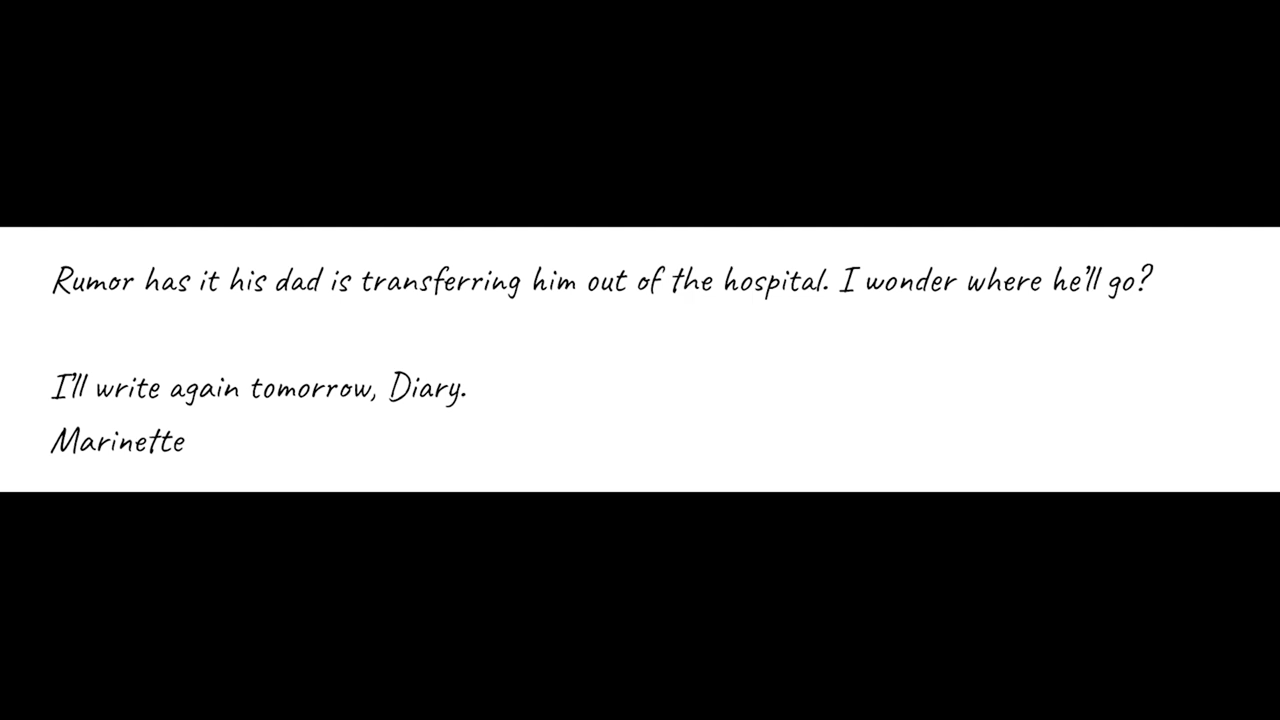 Rumor has it his dad is transferring him out of the hospital. I wonder where he'll go?
I'll write again tomorrow, Diary.
Marinette